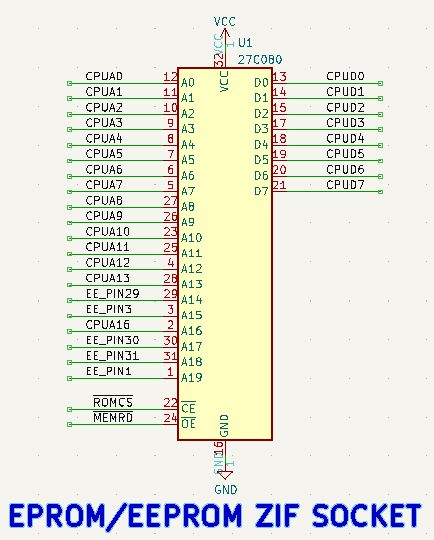 VCC
VCC 1
U1
27C080
32 VCC
CPUA0 12 A0 D0 13 CPUD0
CPUA1 11 A1 D1 14 CPUD1
CPUA2 10 A2 D2 15 CPUD2
CPUA3 9 A3 D3 17 CPUD3
CPUA4 8 A4 D4 18 CPUD4
CPUA5 7 A5 D5 19 CPUD5
CPUA6 6 A6 D6 20 CPUD6
CPUA7 5 A7 D7 21 CPUD7
CPUA8 27 A8
CPUA9 26 A9
CPUA10 23 A10
CPUA11 25 A11
CPUA12 4 A12
CPUA13 28 A13
EE_PIN29 29 A14
EE_PIN3 3 A15
CPUA16 2 A16
EE_PIN30 30 A17
EE_PIN31 31 A18
EE_PIN1 1 A19
ROMCS 22 CE
MEMRD 24 OE
GND
16
GND 1
GND
EPROM/EEPROM ZIF SOCKET